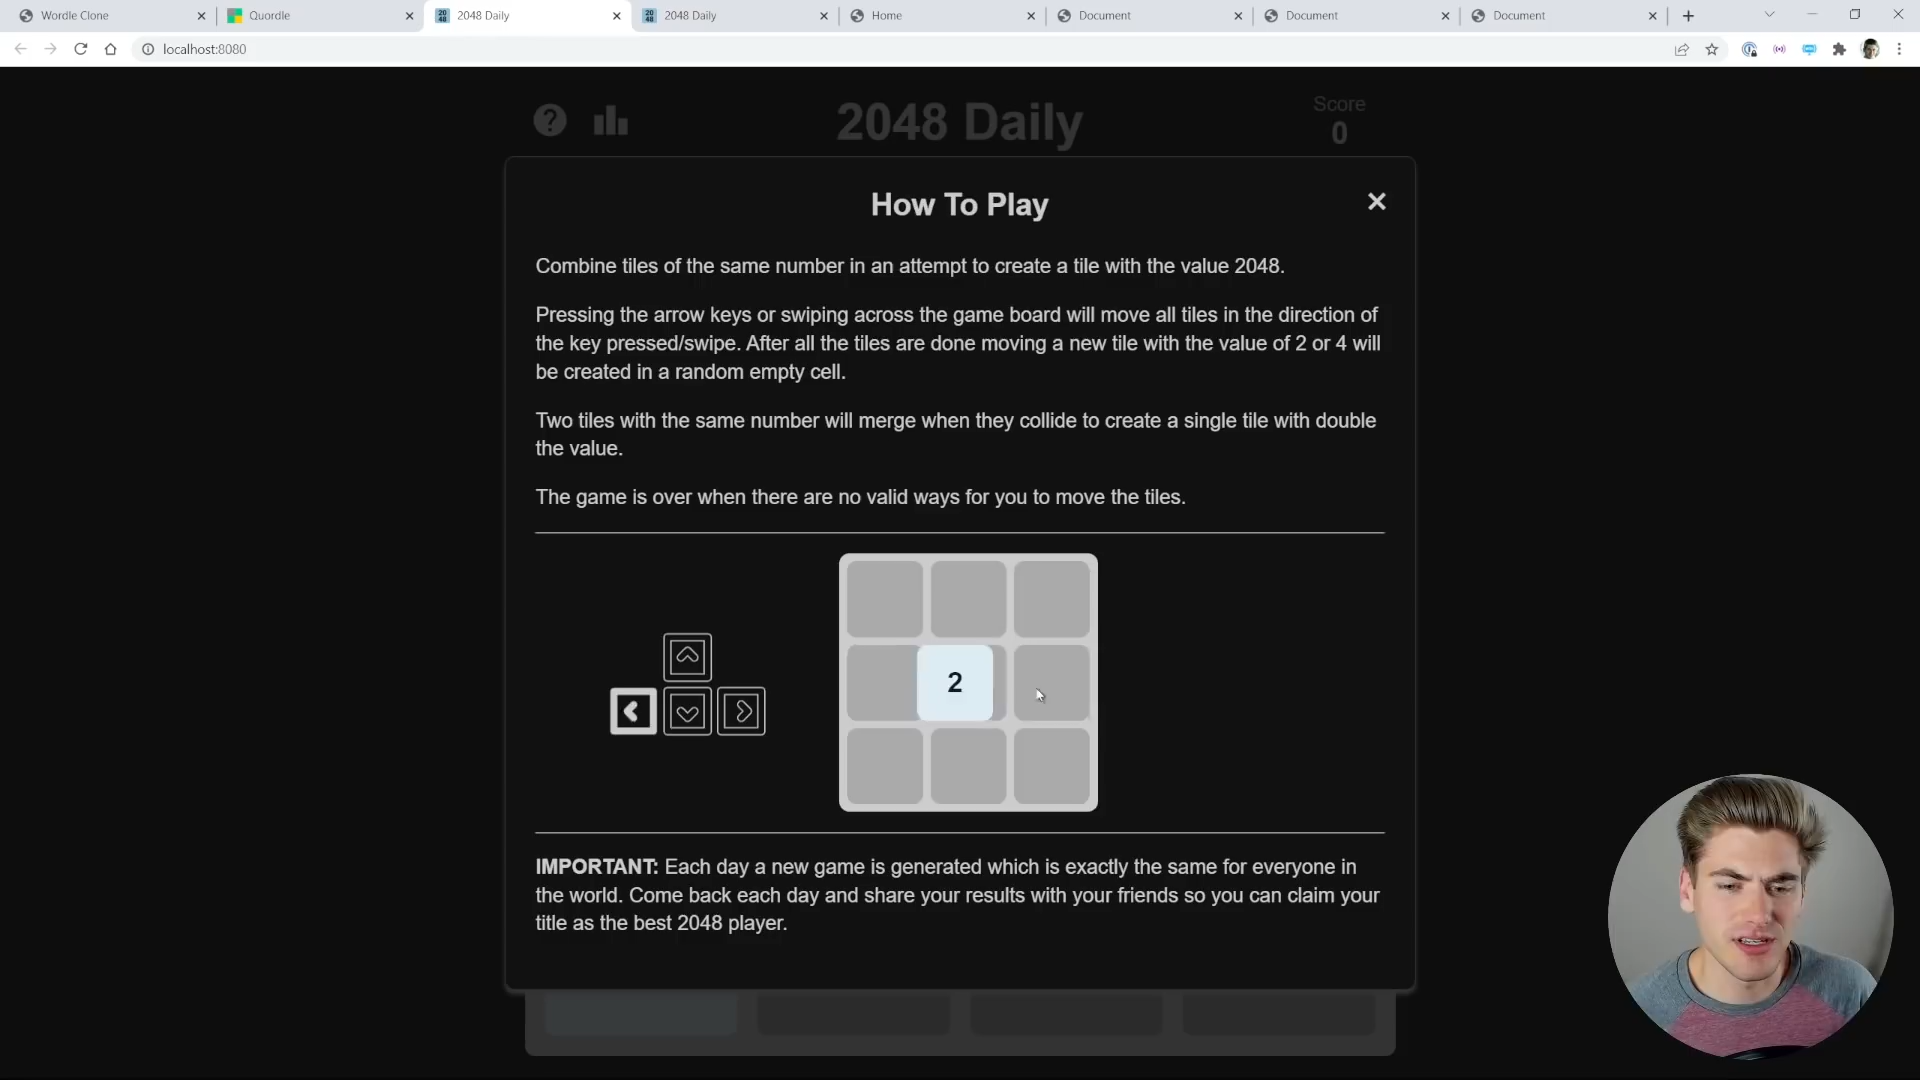 Wordle Clone
Quordle
2048 Daily
2048 Daily
Home
Document
Document
Document
localhost:8080
2048 Daily
Score
0
How To Play
Combine tiles of the same number in an attempt to create a tile with the value 2048.
Pressing the arrow keys or swiping across the game board will move all tiles in the direction of
the key pressed/swipe. After all the tiles are done moving a new tile with the value of 2 or 4 will
be created in a random empty cell.
Two tiles with the same number will merge when they collide to create a single tile with double
the value.
The game is over when there are no valid ways for you to move the tiles.
2
IMPORTANT: Each day a new game is generated which is exactly the same for everyone in
the world. Come back each day and share your results with your friends so you can claim your
title as the best 2048 player.